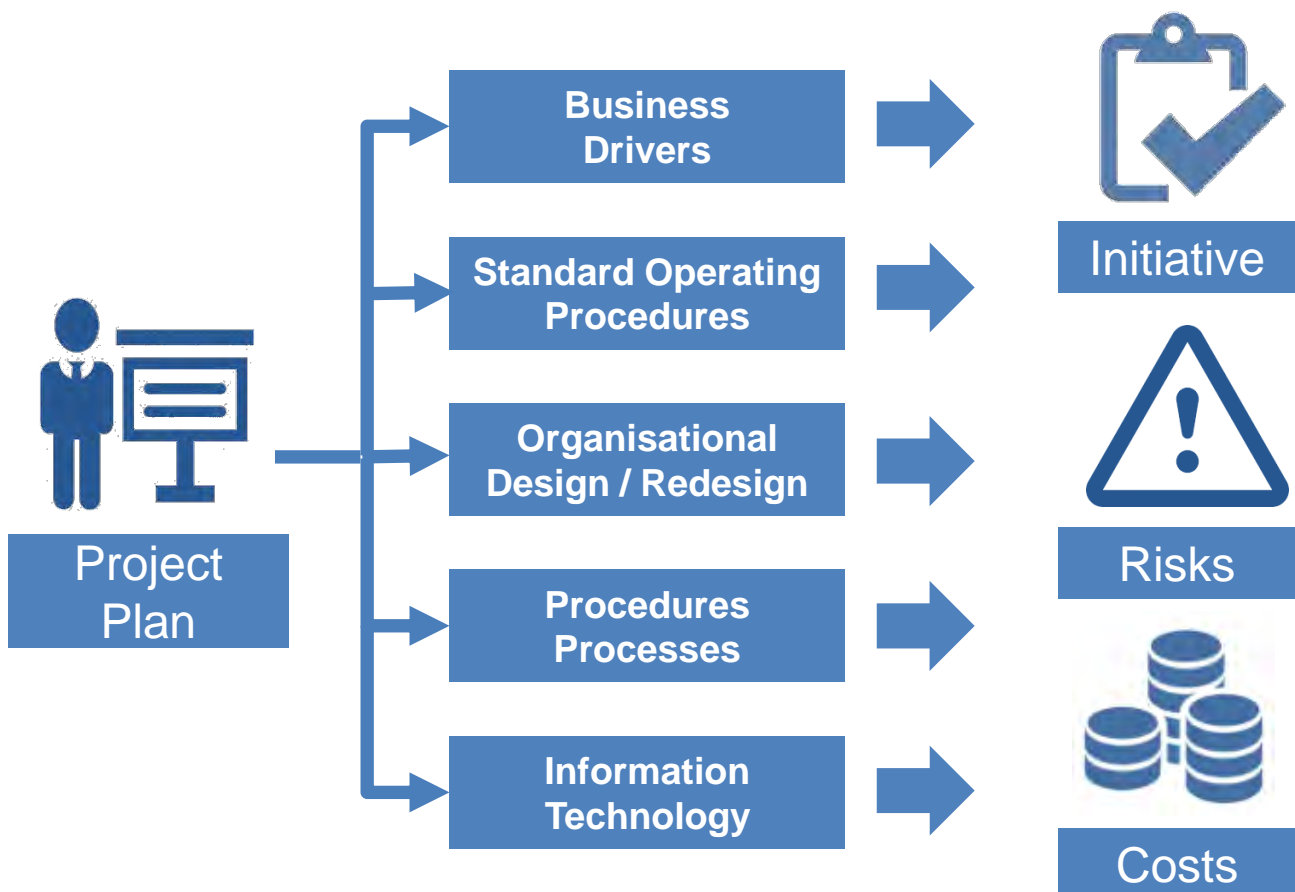 Project
Plan
Business
Drivers
Standard Operating
Procedures
Organisational
Design / Redesign
Procedures
Processes
Information
Technology
Initiative
Risks
Costs